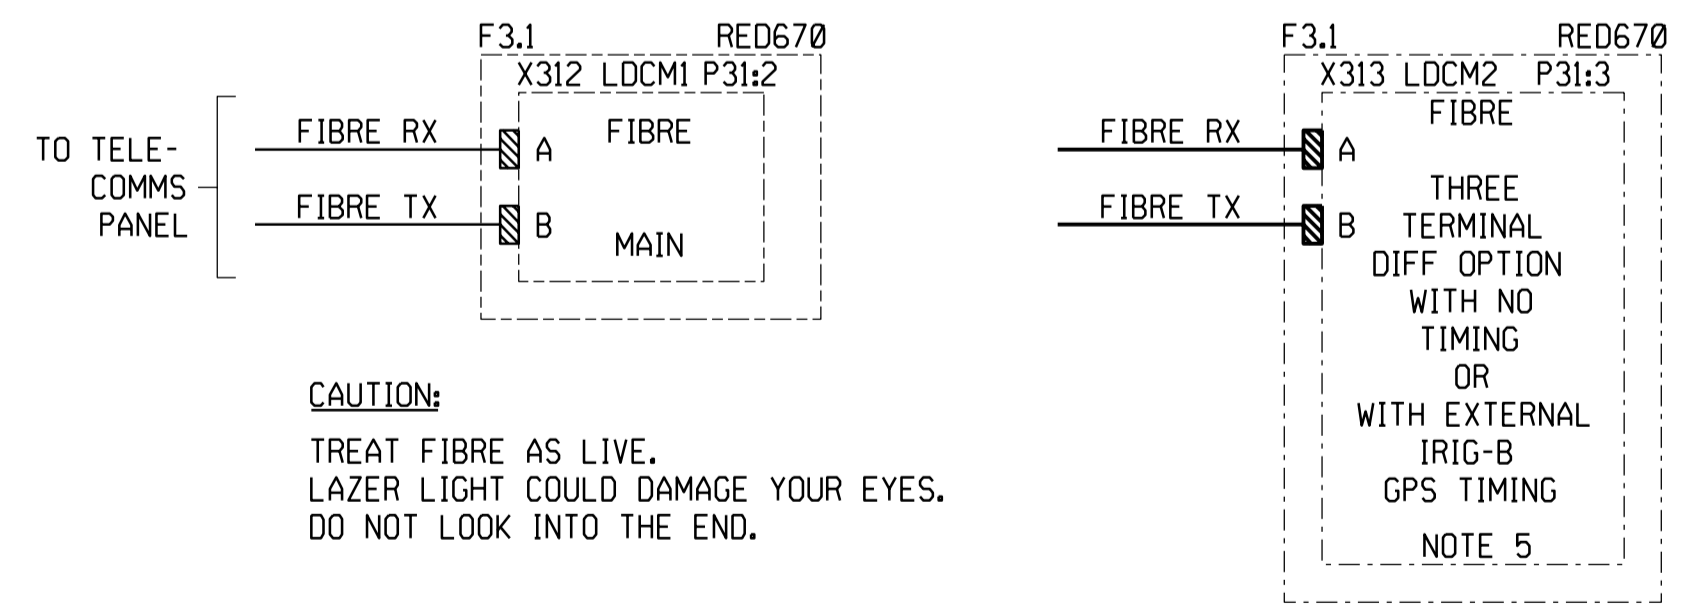 F3.1 RED670
X312 LDCM1 P31:2
TO TELE-
COMMS
PANEL
FIBRE RX
FIBRE TX
A
B
FIBRE
MAIN
CAUTION:
TREAT FIBRE AS LIVE.
LAZER LIGHT COULD DAMAGE YOUR EYES.
DO NOT LOOK INTO THE END.
F3.1 RED670
X313 LDCM2 P31:3
FIBRE RX
FIBRE TX
A
B
FIBRE
THREE
TERMINAL
DIFF OPTION
WITH NO
TIMING
OR
WITH EXTERNAL
IRIG-B
GPS TIMING
NOTE 5